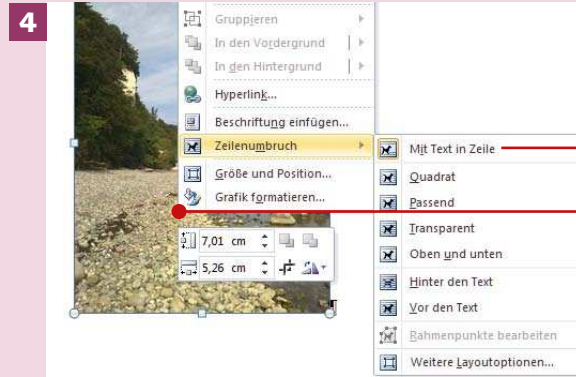 4
Gruppieren
In den Vordergrund
In den Hintergrund
Hyperlink...
Beschriftung einfügen...
Zeilenumbruch
Größe und Position...
Grafik formatieren...
7,01 cm
5,26 cm
Mit Text in Zeile
Quadrat
Passend
Transparent
Oben und unten
Hinter den Text
Vor den Text
Rahmenpunkte bearbeiten
Weitere Layoutoptionen...
¶